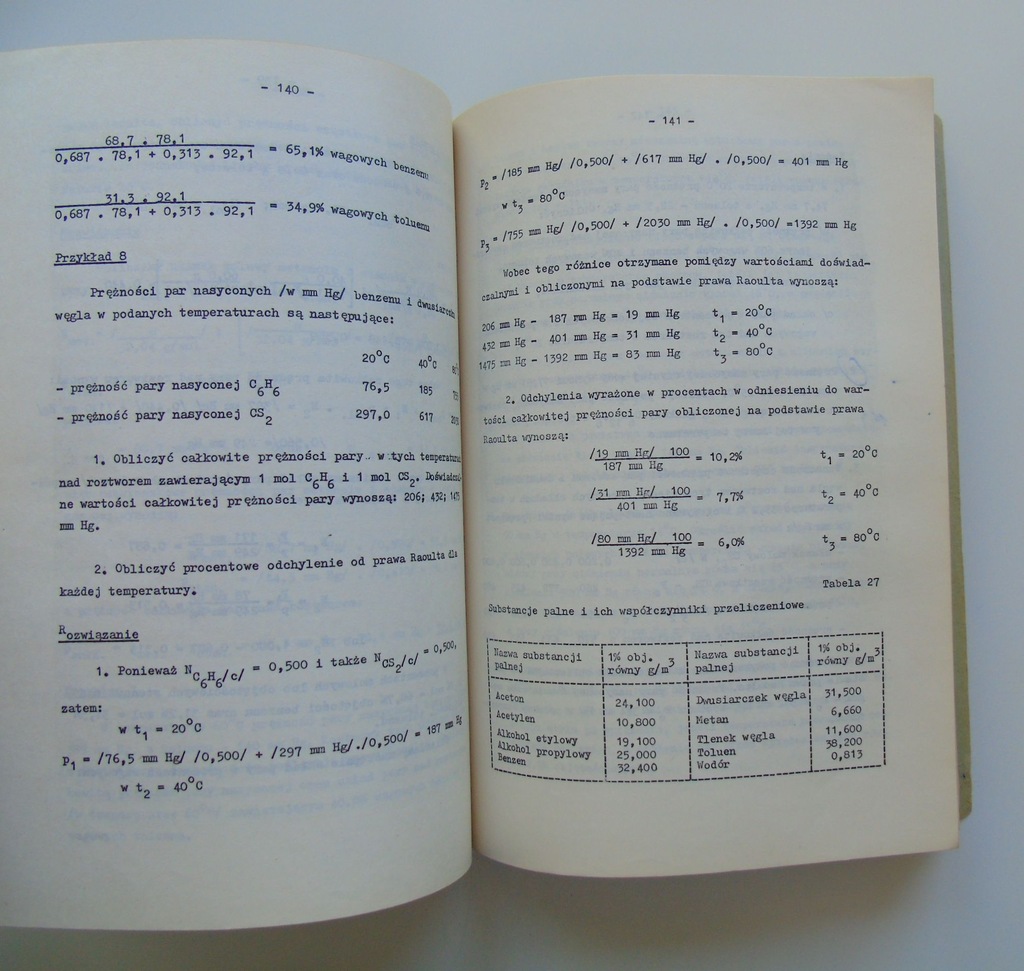 - 140 -
68,7 . 78,1
0,687 . 78,1 + 0,313 . 92,1 = 65,1% wagowych benzenu
31,3 . 92,1
0,687 . 78,1 + 0,313 . 92,1 = 34,9% wagowych toluenu
Przykład 8
Prężności par nasyconych /w mm Hg/ benzenu i dwusiarczku
węgla w podanych temperaturach są następujące:
20°C 40°C
- prężność pary nasyconej C₆H₆ 76,5 185
- prężność pary nasyconej CS₂ 297,0 617
1. Obliczyć całkowite prężności pary.. w tych temperaturach
nad roztworem zawierającym 1 mol C₆H₆ i 1 mol CS₂. Doświadczal-
ne wartości całkowitej prężności pary wynoszą: 206; 432; 1475
mm Hg.
2. Obliczyć procentowe odchylenie od prawa Raoulta dla
każdej temperatury.
Rozwiązanie
1. Ponieważ N C₆H₆/c/ = 0,500 i także N CS₂/c/ = 0,500,
zatem:
w t₁ = 20°C
P₁ = /76,5 mm Hg/ /0,500/ + /297 mm Hg/./0,500/ = 187 mm Hg
w t₂ = 40°C
- 141 -
P₂ = /185 mm Hg/ /0,500/ + /617 mm Hg/ . /0,500/ = 401 mm Hg
w t₃ = 80°C
P₃ = /755 mm Hg/ /0,500/ + /2030 mm Hg/ . /0,500/ =1392 mm Hg
Wobec tego różnice otrzymane pomiędzy wartościami doświad-
czalnymi i obliczonymi na podstawie prawa Raoulta wynoszą:
206 mm Hg - 187 mm Hg = 19 mm Hg t₁ = 20°C
432 mm Hg - 401 mm Hg = 31 mm Hg t₂ = 40°C
1475 mm Hg - 1392 mm Hg = 83 mm Hg t₃ = 80°C
2. Odchylenia wyrażone w procentach w odniesieniu do war-
tości całkowitej prężności pary obliczonej na podstawie prawa
Raoulta wynoszą:
/19 mm Hg/ 100
187 mm Hg = 10,2% t₁ = 20°C
/31 mm Hg/ 100
401 mm Hg = 7,7% t₂ = 40°C
/80 mm Hg/ 100
1392 mm Hg = 6,0% t₃ = 80°C
Tabela 27
Substancje palne i ich współczynniki przeliczeniowe
Nazwa substancji palnej 1% obj. równy g/m³ Nazwa substancji palnej 1% obj. równy g/m³
Aceton 24,100 Dwusiarczek węgla 31,500
Acetylen 10,800 Metan 6,660
Alkohol etylowy 19,100 Tlenek węgla 11,600
Alkohol propylowy 25,000 Toluen 38,200
Benzen 32,400 Wodór 0,813